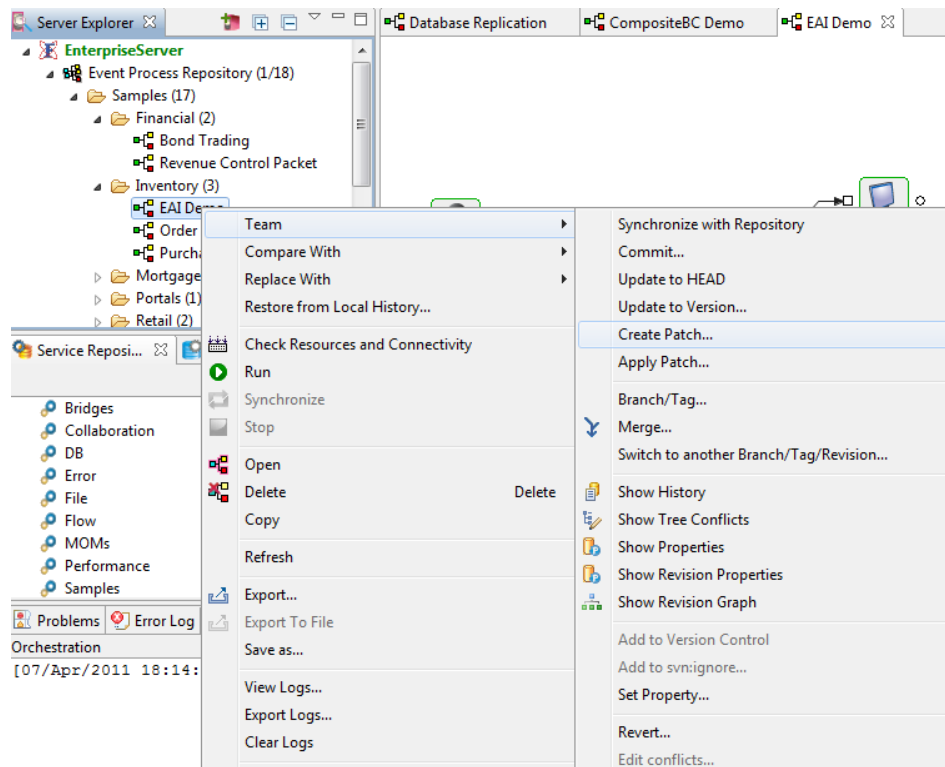 Server Explorer
Database Replication
CompositeBC Demo
EAI Demo
EnterpriseServer
Event Process Repository (1/18)
Samples (17)
Financial (2)
Bond Trading
Revenue Control Packet
Inventory (3)
EAI Demo
Order
Purcha
Mortgage
Portals (1)
Retail (2)
Service Reposi...
Bridges
Collaboration
DB
Error
File
Flow
MOMs
Performance
Samples
Problems
Error Log
Orchestration
[07/Apr/2011 18:14:
Team
Compare With
Replace With
Restore from Local History...
Check Resources and Connectivity
Run
Synchronize
Stop
Open
Delete Delete
Copy
Refresh
Export...
Export To File
Save as...
View Logs...
Export Logs...
Clear Logs
Synchronize with Repository
Commit...
Update to HEAD
Update to Version...
Create Patch...
Apply Patch...
Branch/Tag...
Merge...
Switch to another Branch/Tag/Revision...
Show History
Show Tree Conflicts
Show Properties
Show Revision Properties
Show Revision Graph
Add to Version Control
Add to svn:ignore...
Set Property...
Revert...
Edit conflicts...